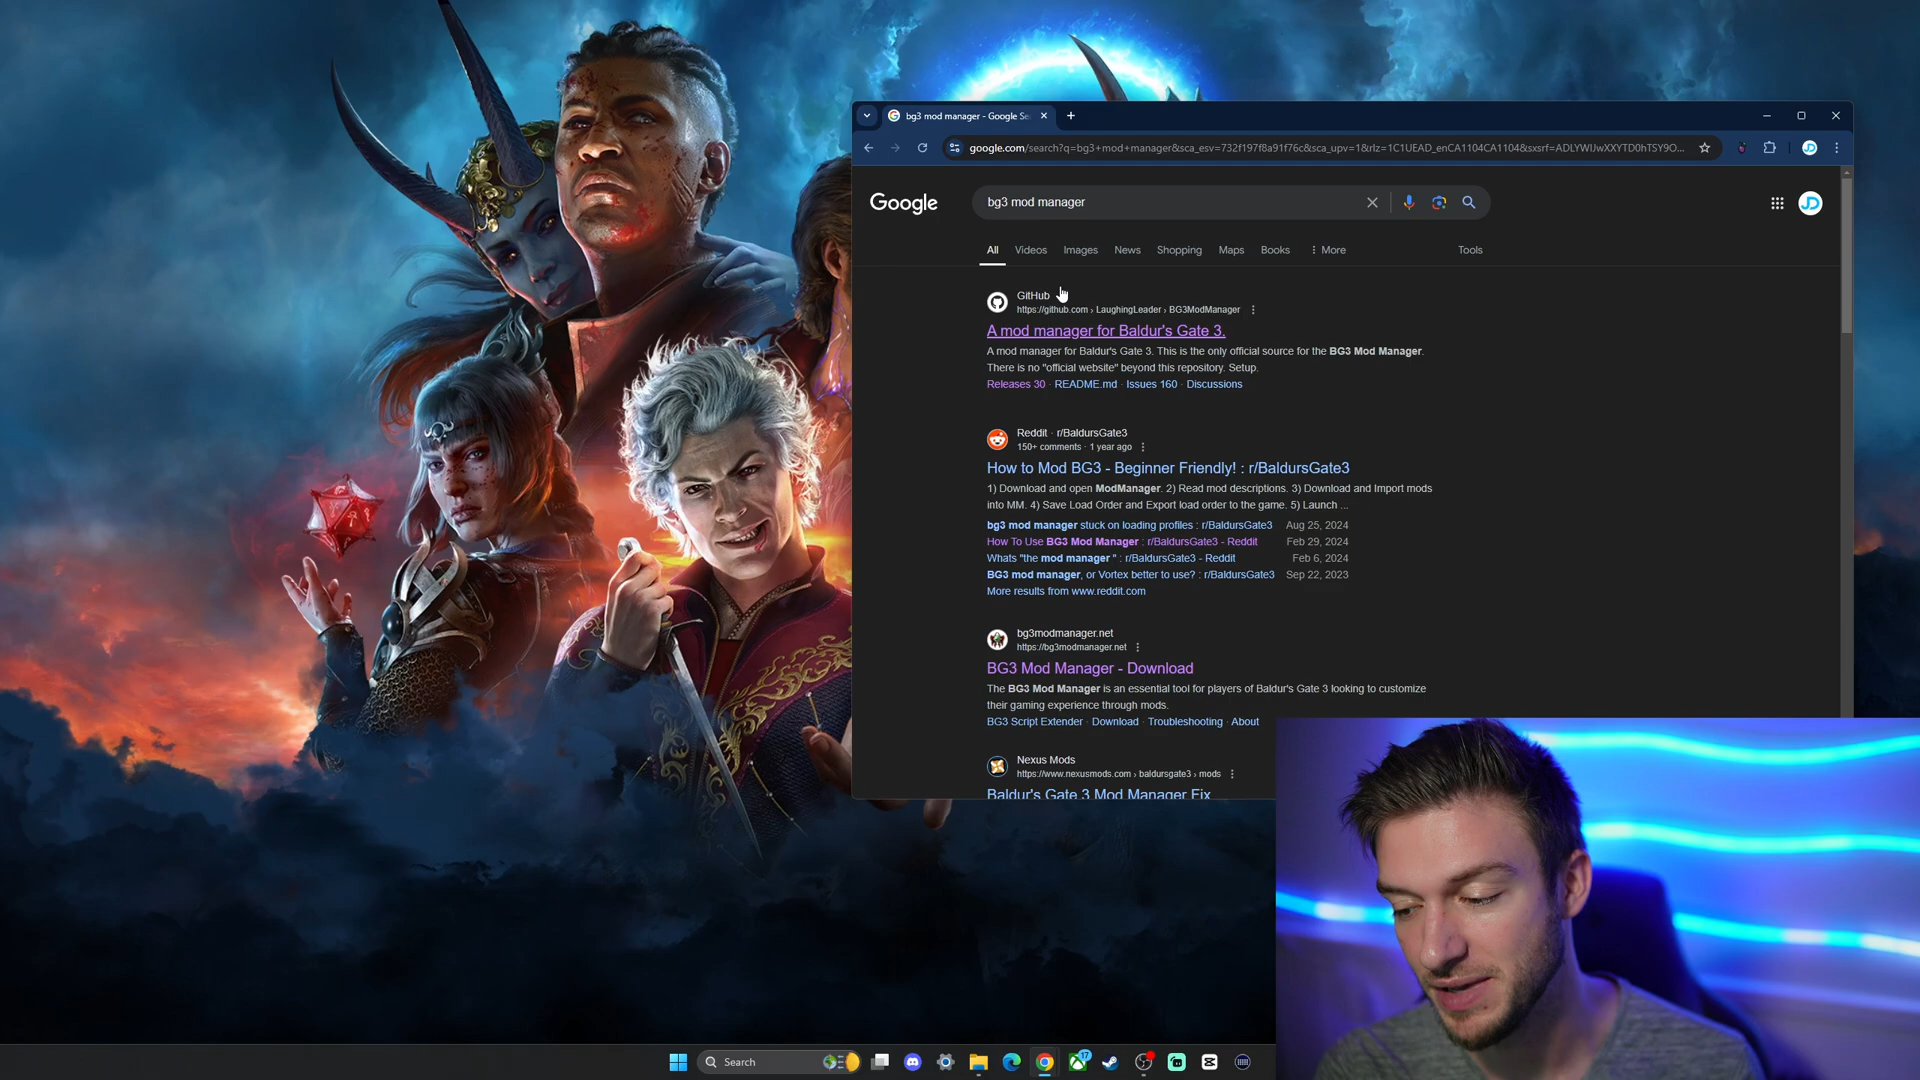 bg3 mod manager - Google Se
google.com/search?q=bg3+mod+manager&sca_esv=732f197f8a91f76c&sca_upv=1&rlz=1C1UEAD_enCA1104CA1104&sxsrf=ADLYWIJwXXYTD0hTSY9O...
Google
bg3 mod manager
JD
All Videos Images News Shopping Maps Books More Tools
GitHub
https://github.com › LaughingLeader › BG3ModManager
A mod manager for Baldur's Gate 3.
A mod manager for Baldur's Gate 3. This is the only official source for the BG3 Mod Manager.
There is no "official website" beyond this repository. Setup.
Releases 30 · README.md · Issues 160 · Discussions
Reddit · r/BaldursGate3
150+ comments · 1 year ago
How to Mod BG3 - Beginner Friendly! : r/BaldursGate3
1) Download and open ModManager. 2) Read mod descriptions. 3) Download and Import mods
into MM. 4) Save Load Order and Export load order to the game. 5) Launch ...
bg3 mod manager stuck on loading profiles : r/BaldursGate3 Aug 25, 2024
How To Use BG3 Mod Manager : r/BaldursGate3 - Reddit Feb 29, 2024
Whats "the mod manager " : r/BaldursGate3 - Reddit Feb 6, 2024
BG3 mod manager, or Vortex better to use? : r/BaldursGate3 Sep 22, 2023
More results from www.reddit.com
bg3modmanager.net
https://bg3modmanager.net
BG3 Mod Manager - Download
The BG3 Mod Manager is an essential tool for players of Baldur's Gate 3 looking to customize
their gaming experience through mods.
BG3 Script Extender · Download · Troubleshooting · About
Nexus Mods
https://www.nexusmods.com › baldursgate3 › mods
Baldur's Gate 3 Mod Manager Fix
Search
17